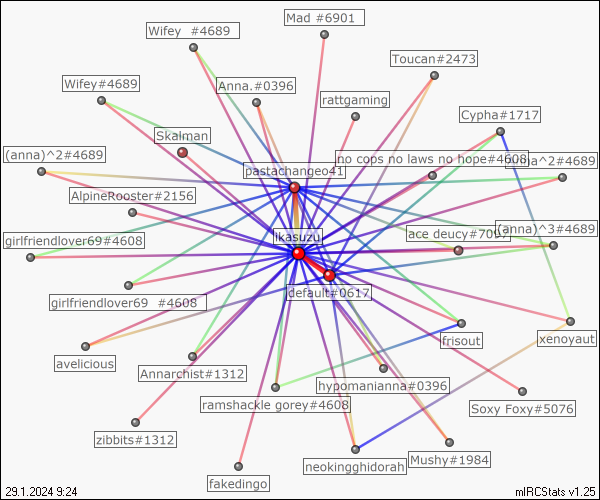 Mad #6901
Wifey  #4689
Toucan#2473
Wifey#4689
Anna.#0396
rattgaming
Cypha#1717
Skalman
(anna)^2#4689
no cops no laws no hope#4608
^2#4689
pastachangeo41
AlpineRooster#2156
(anna)^3#4689
ace deucy#7091
ikasuzu
girlfriendlover69#4608
default#0617
girlfriendlover69  #4608
xenoyaut
frisout
avelicious
Annarchist#1312
hypomanianna#0396
ramshackle gorey#4608
Soxy Foxy#5076
zibbits#1312
Mushy#1984
neokingghidorah
fakedingo
29.1.2024 9:24
mIRCStats v1.25